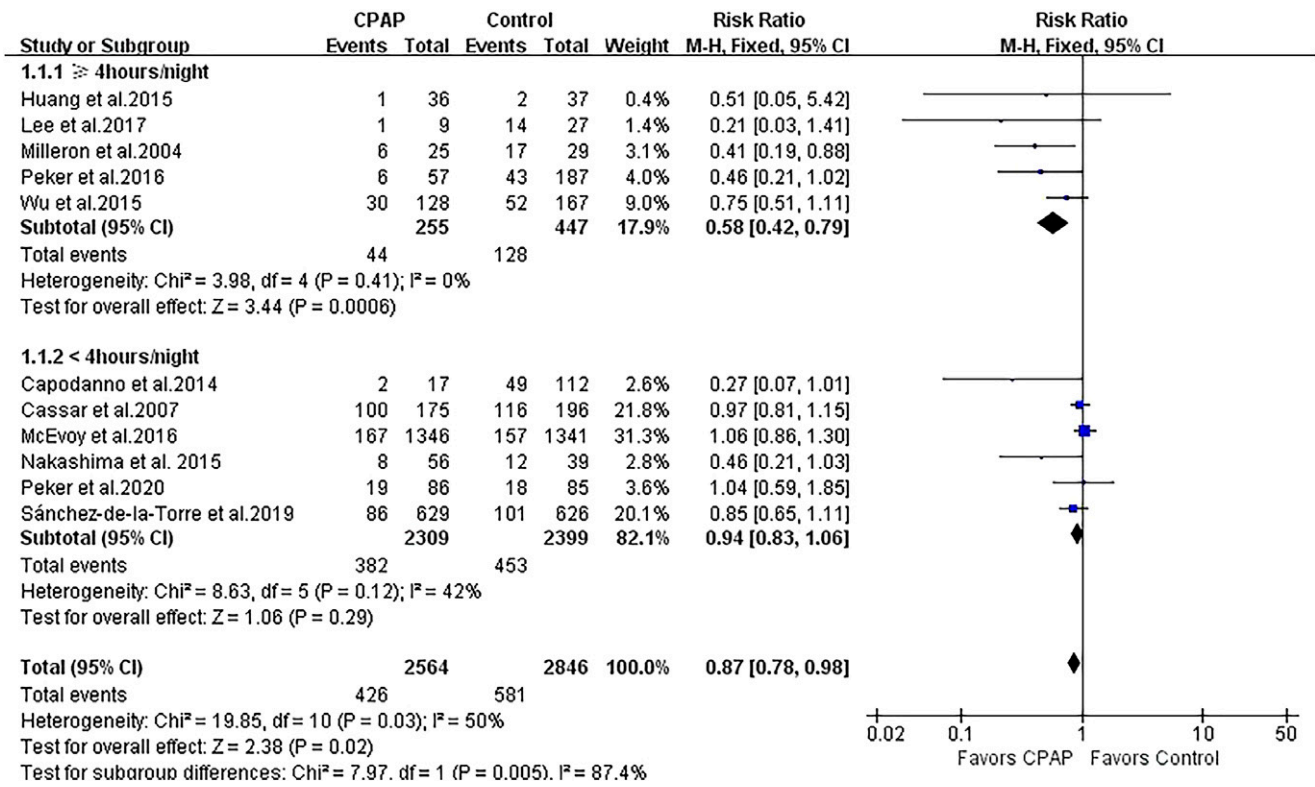 CPAP Control Risk Ratio Risk Ratio
Study or Subgroup Events Total Events Total Weight M-H, Fixed, 95% CI M-H, Fixed, 95% CI
1.1.1 ⩾ 4hours/night
Huang et al.2015 1 36 2 37 0.4% 0.51 [0.05, 5.42]
Lee et al.2017 1 9 14 27 1.4% 0.21 [0.03, 1.41]
Milleron et al.2004 6 25 17 29 3.1% 0.41 [0.19, 0.88]
Peker et al.2016 6 57 43 187 4.0% 0.46 [0.21, 1.02]
Wu et al.2015 30 128 52 167 9.0% 0.75 [0.51, 1.11]
Subtotal (95% CI) 255 447 17.9% 0.58 [0.42, 0.79]
Total events 44 128
Heterogeneity: Chi² = 3.98, df = 4 (P = 0.41); I² = 0%
Test for overall effect: Z = 3.44 (P = 0.0006)
1.1.2 < 4hours/night
Capodanno et al.2014 2 17 49 112 2.6% 0.27 [0.07, 1.01]
Cassar et al.2007 100 175 116 196 21.8% 0.97 [0.81, 1.15]
McEvoy et al.2016 167 1346 157 1341 31.3% 1.06 [0.86, 1.30]
Nakashima et al. 2015 8 56 12 39 2.8% 0.46 [0.21, 1.03]
Peker et al.2020 19 86 18 85 3.6% 1.04 [0.59, 1.85]
Sánchez-de-la-Torre et al.2019 86 629 101 626 20.1% 0.85 [0.65, 1.11]
Subtotal (95% CI) 2309 2399 82.1% 0.94 [0.83, 1.06]
Total events 382 453
Heterogeneity: Chi² = 8.63, df = 5 (P = 0.12); I² = 42%
Test for overall effect: Z = 1.06 (P = 0.29)
Total (95% CI) 2564 2846 100.0% 0.87 [0.78, 0.98]
Total events 426 581
Heterogeneity: Chi² = 19.85, df = 10 (P = 0.03); I² = 50%
Test for overall effect: Z = 2.38 (P = 0.02)
Test for subgroup differences: Chi² = 7.97, df = 1 (P = 0.005), I² = 87.4%
0.02 0.1 1 10 50
Favors CPAP Favors Control